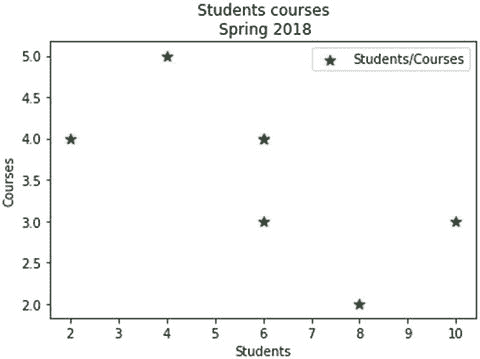 Students courses
Spring 2018
Students/Courses
5.0
4.5
4.0
3.5
3.0
2.5
2.0
Courses
2 3 4 5 6 7 8 9 10
Students